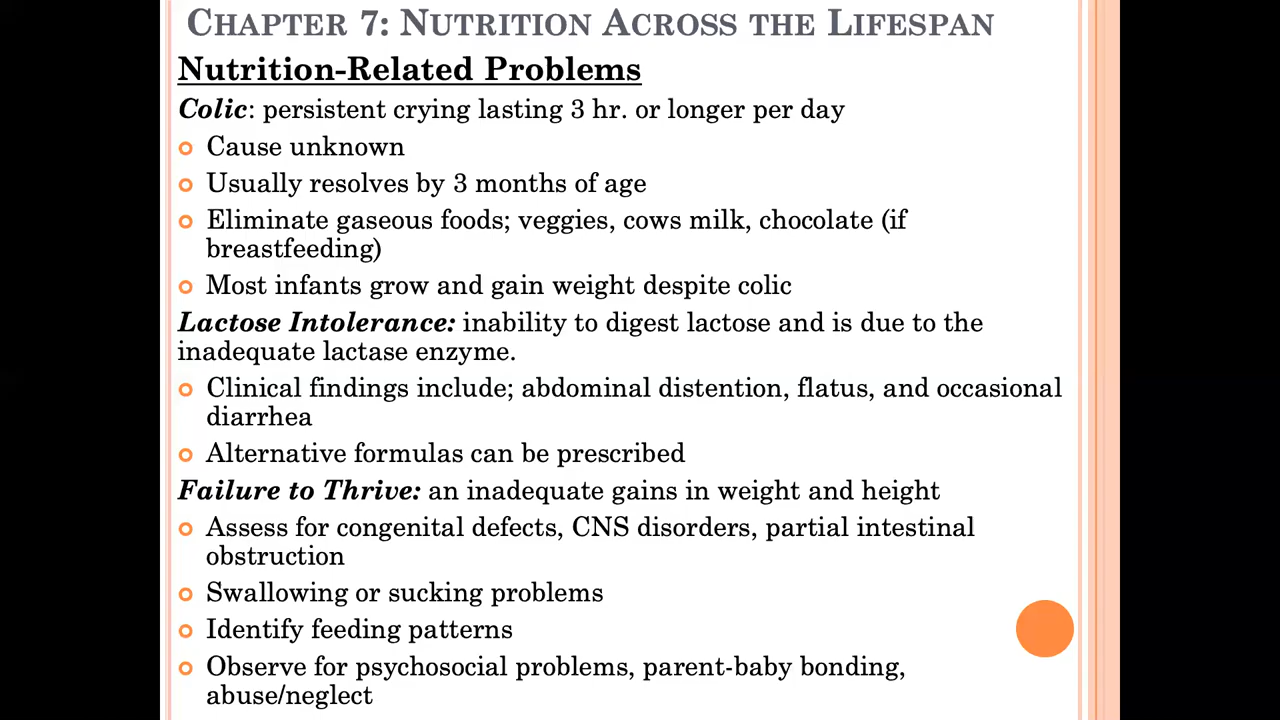 CHAPTER 7: NUTRITION ACROSS THE LIFESPAN
Nutrition-Related Problems
Colic: persistent crying lasting 3 hr. or longer per day
Cause unknown
Usually resolves by 3 months of age
Eliminate gaseous foods; veggies, cows milk, chocolate (if
breastfeeding)
Most infants grow and gain weight despite colic
Lactose Intolerance: inability to digest lactose and is due to the
inadequate lactase enzyme.
Clinical findings include; abdominal distention, flatus, and occasional
diarrhea
Alternative formulas can be prescribed
Failure to Thrive: an inadequate gains in weight and height
Assess for congenital defects, CNS disorders, partial intestinal
obstruction
Swallowing or sucking problems
Identify feeding patterns
Observe for psychosocial problems, parent-baby bonding,
abuse/neglect